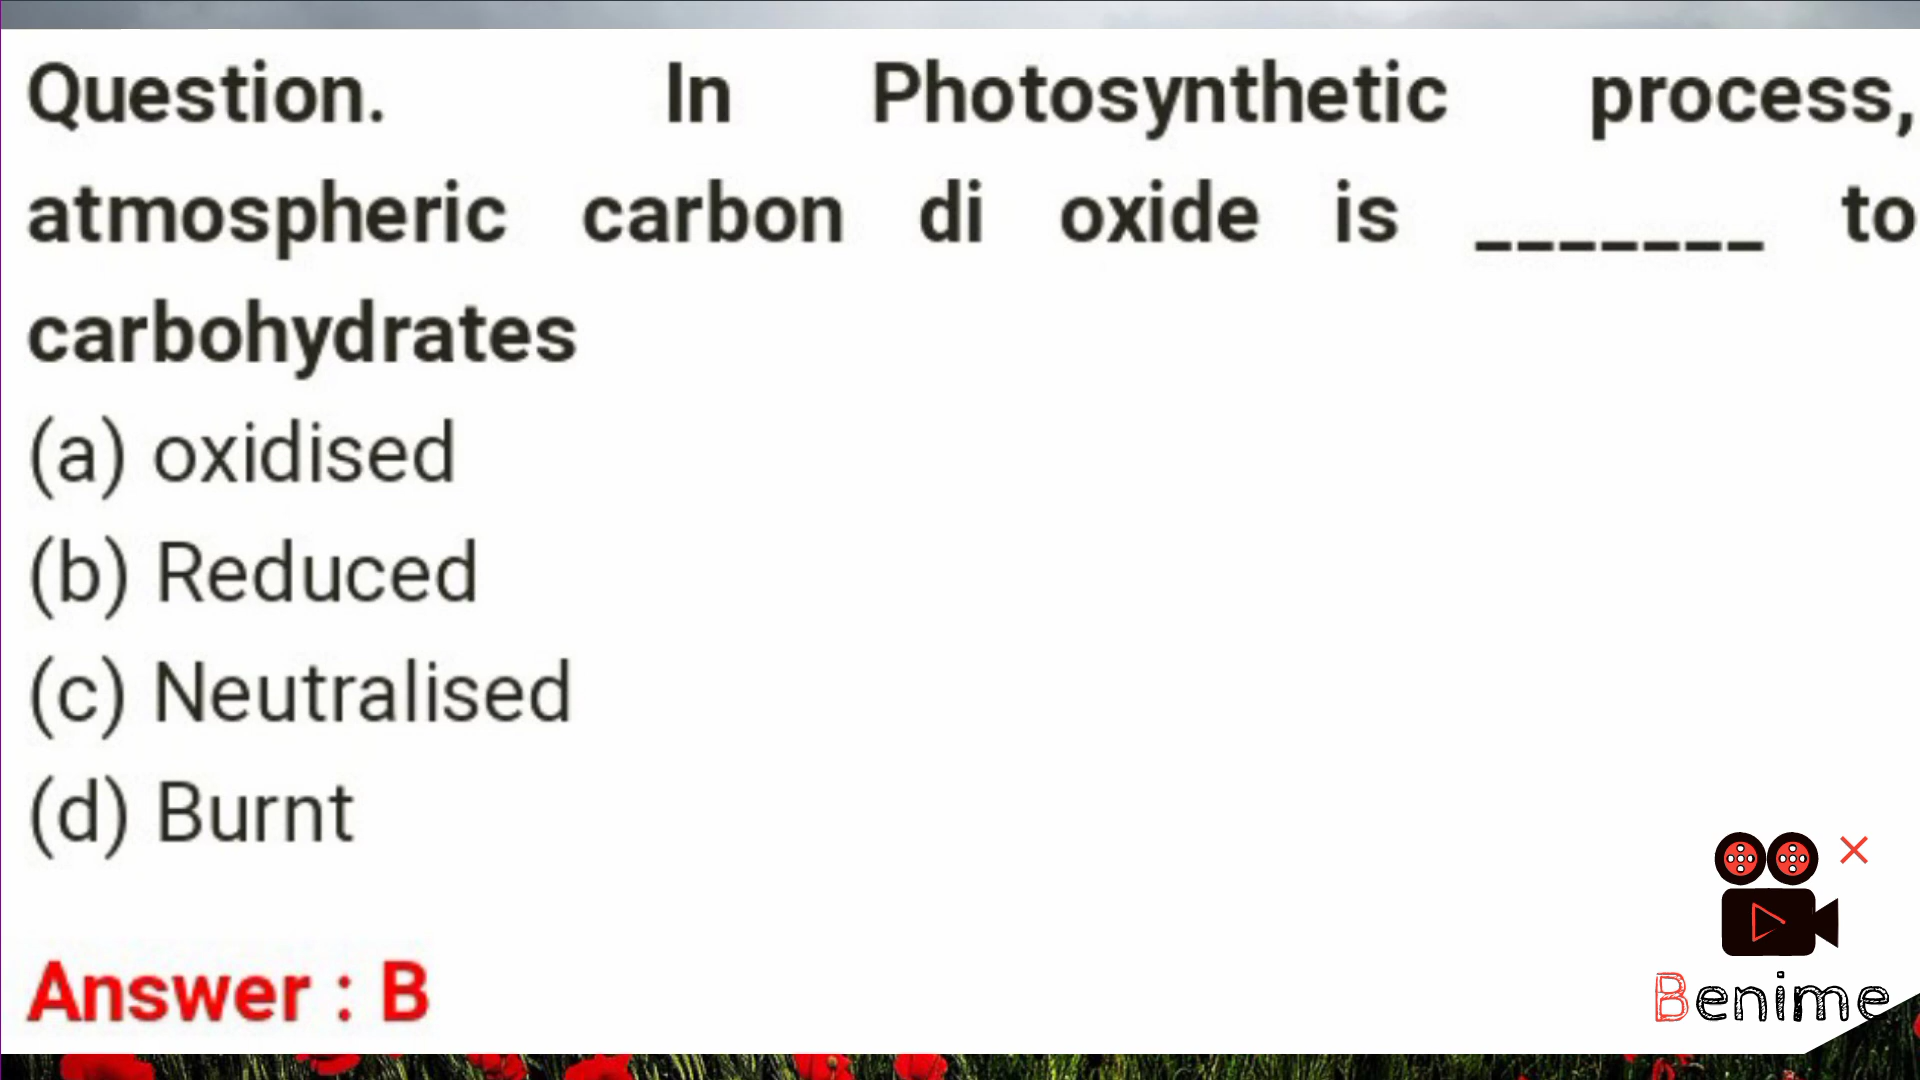 Question. In Photosynthetic process,
atmospheric carbon di oxide is _______ to
carbohydrates
(a) oxidised
(b) Reduced
(c) Neutralised
(d) Burnt
Answer : B
Benime